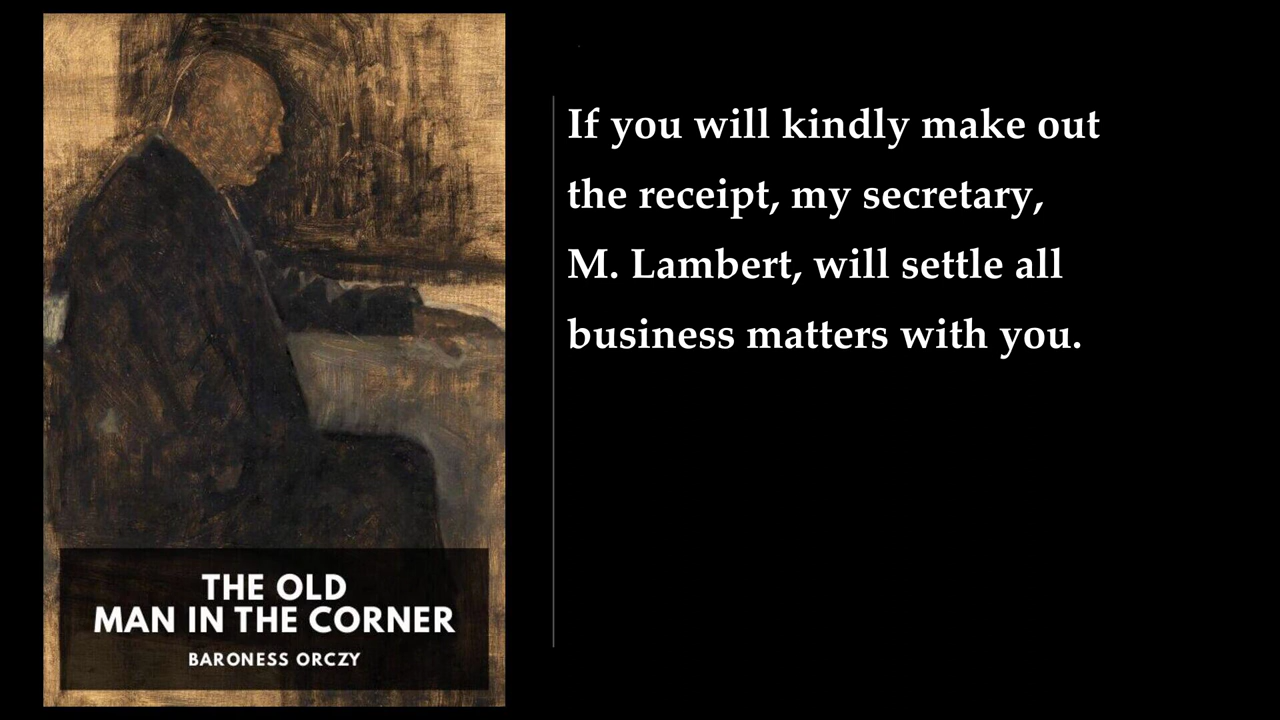 If you will kindly make out
the receipt, my secretary,
M. Lambert, will settle all
business matters with you.
THE OLD
MAN IN THE CORNER
BARONESS ORCZY